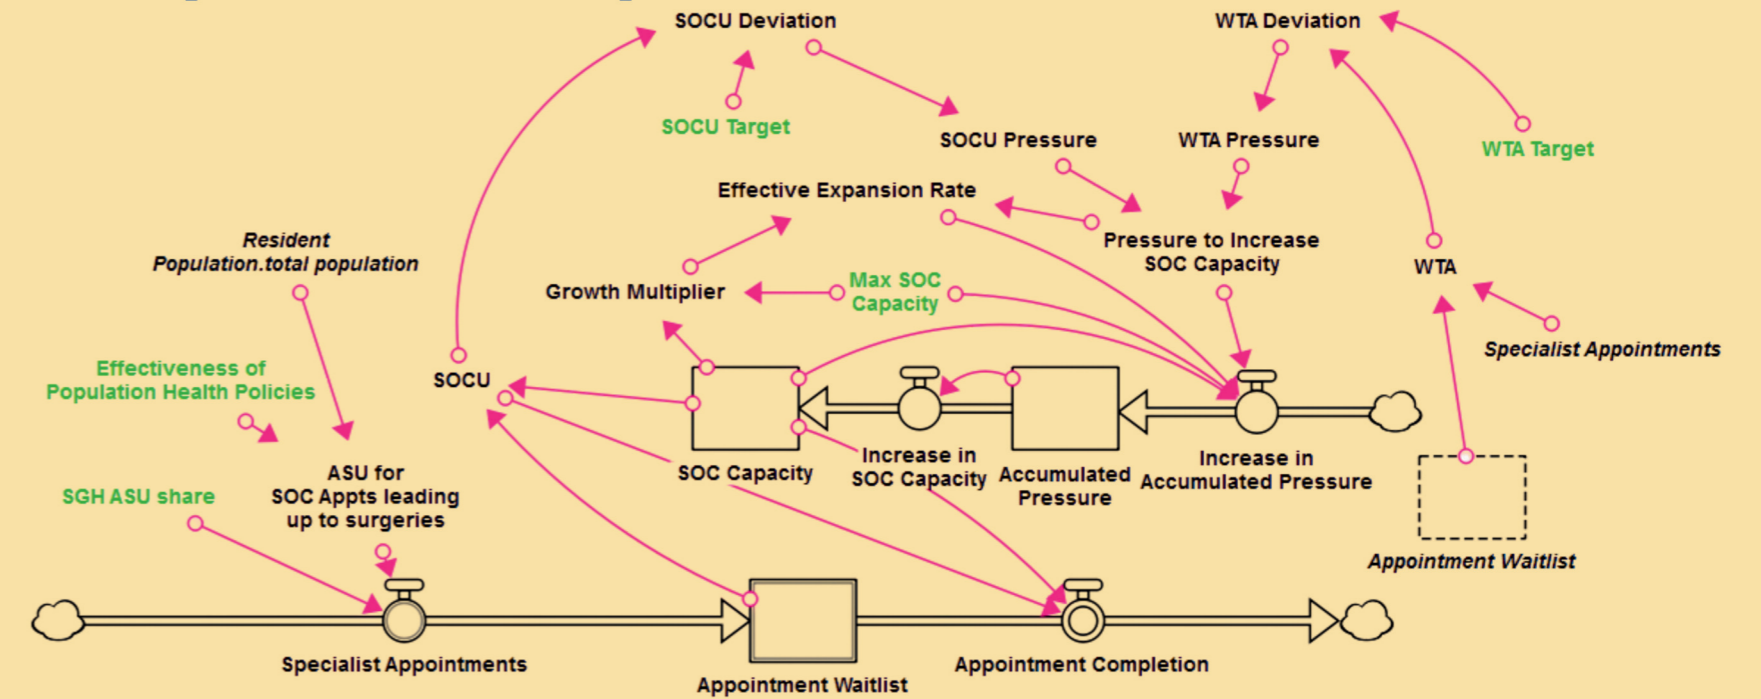 SOCU Deviation
WTA Deviation
SOCU Target
SOCU Pressure
WTA Pressure
WTA Target
Effective Expansion Rate
Resident
Population.total population
Pressure to Increase
SOC Capacity
WTA
Growth Multiplier
Max SOC
Capacity
Specialist Appointments
Effectiveness of
Population Health Policies
SOCU
SOC Capacity
Increase in
SOC Capacity
Accumulated
Pressure
Increase in
Accumulated Pressure
ASU for
SOC Appts leading
up to surgeries
SGH ASU share
Appointment Waitlist
Specialist Appointments
Appointment Waitlist
Appointment Completion